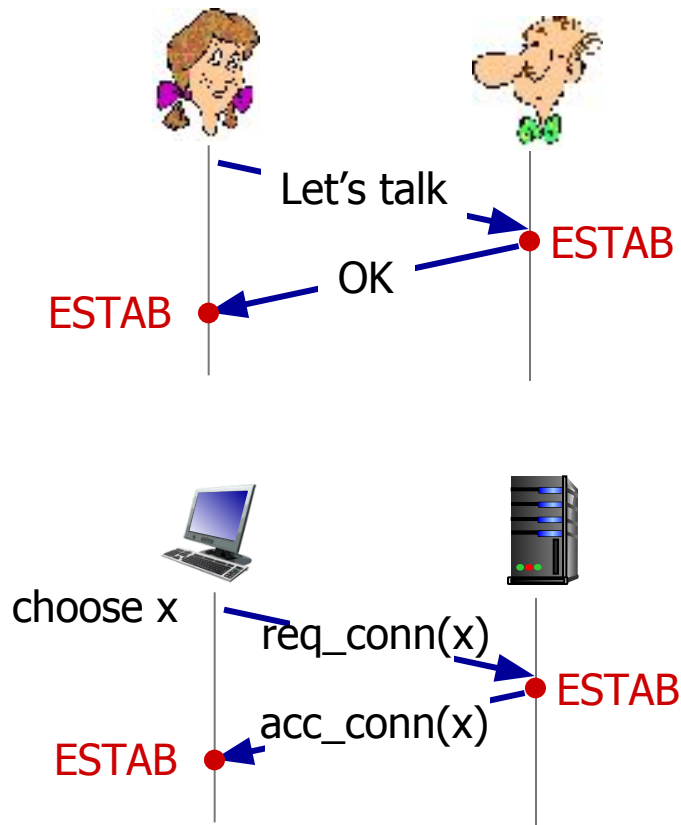 Let’s talk
ESTAB
OK
ESTAB
choose x
req_conn(x)
ESTAB
acc_conn(x)
ESTAB